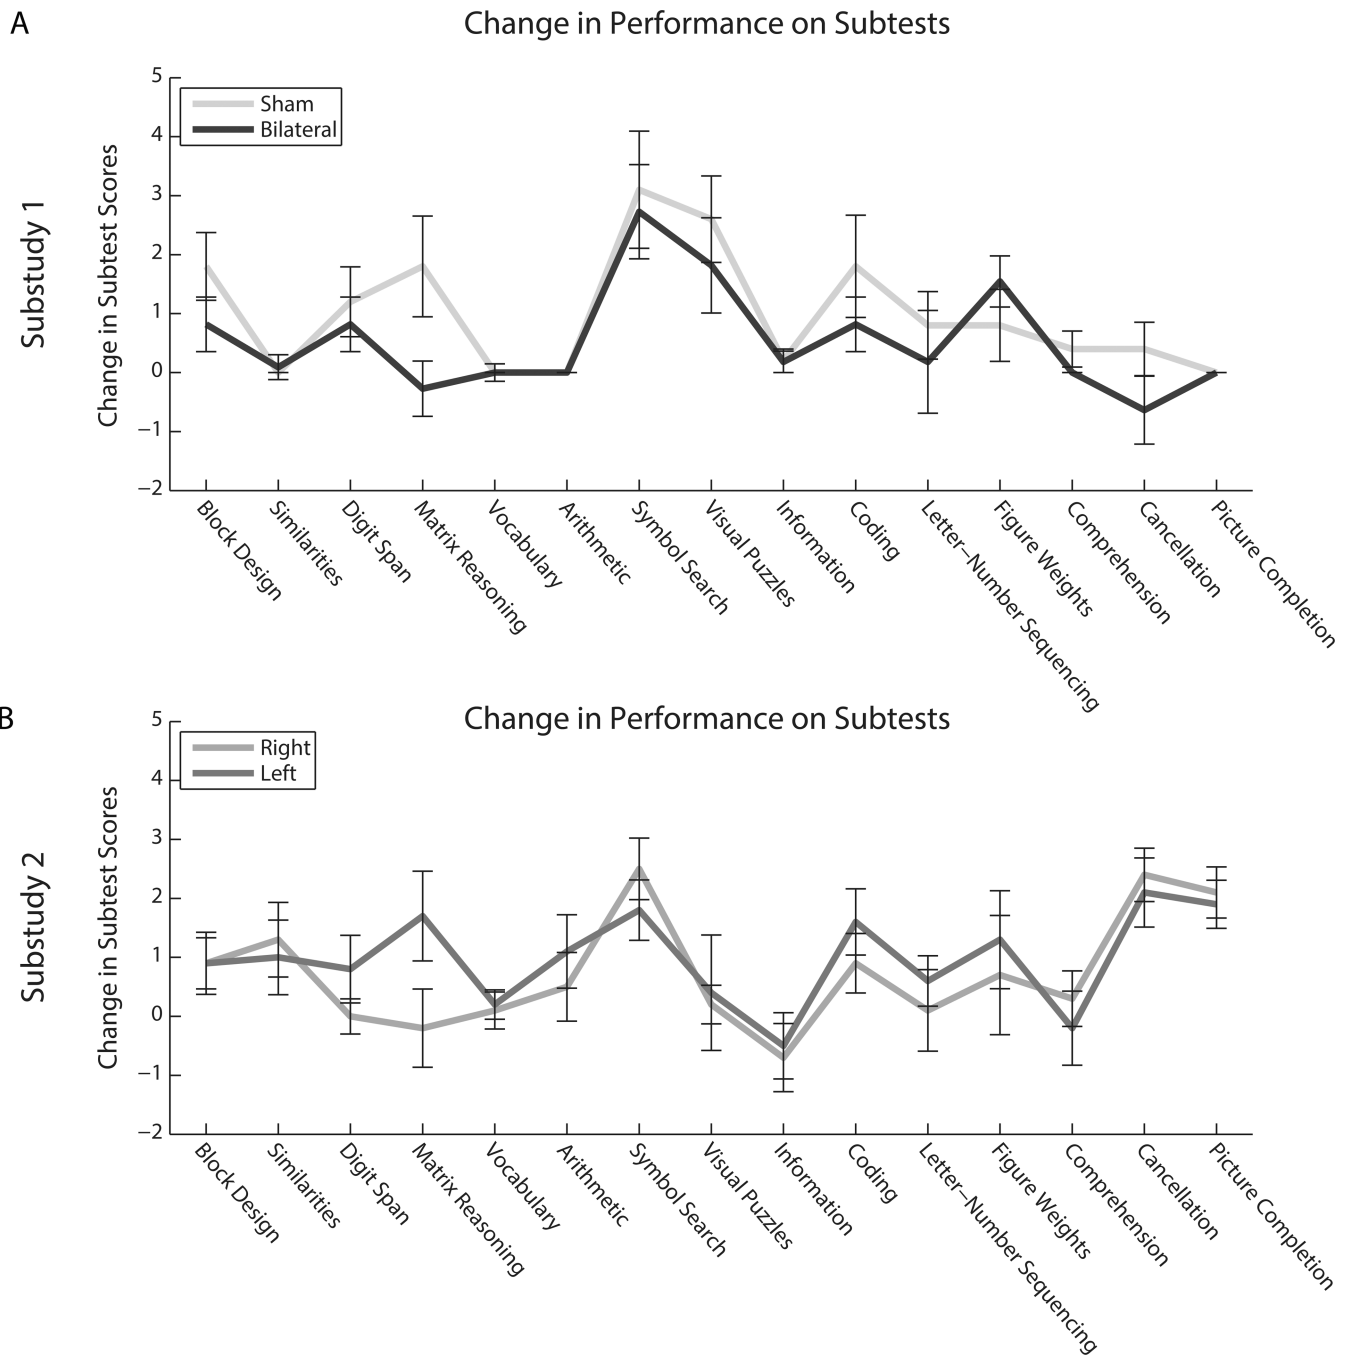 A
Change in Performance on Subtests
Substudy 1
Change in Subtest Scores
5
4
3
2
1
0
−1
−2
Sham
Bilateral
Block Design
Similarities
Digit Span
Matrix Reasoning
Vocabulary
Arithmetic
Symbol Search
Visual Puzzles
Information
Coding
Letter−Number Sequencing
Figure Weights
Comprehension
Cancellation
Picture Completion
B
Change in Performance on Subtests
Substudy 2
Change in Subtest Scores
5
4
3
2
1
0
−1
−2
Right
Left
Block Design
Similarities
Digit Span
Matrix Reasoning
Vocabulary
Arithmetic
Symbol Search
Visual Puzzles
Information
Coding
Letter−Number Sequencing
Figure Weights
Comprehension
Cancellation
Picture Completion